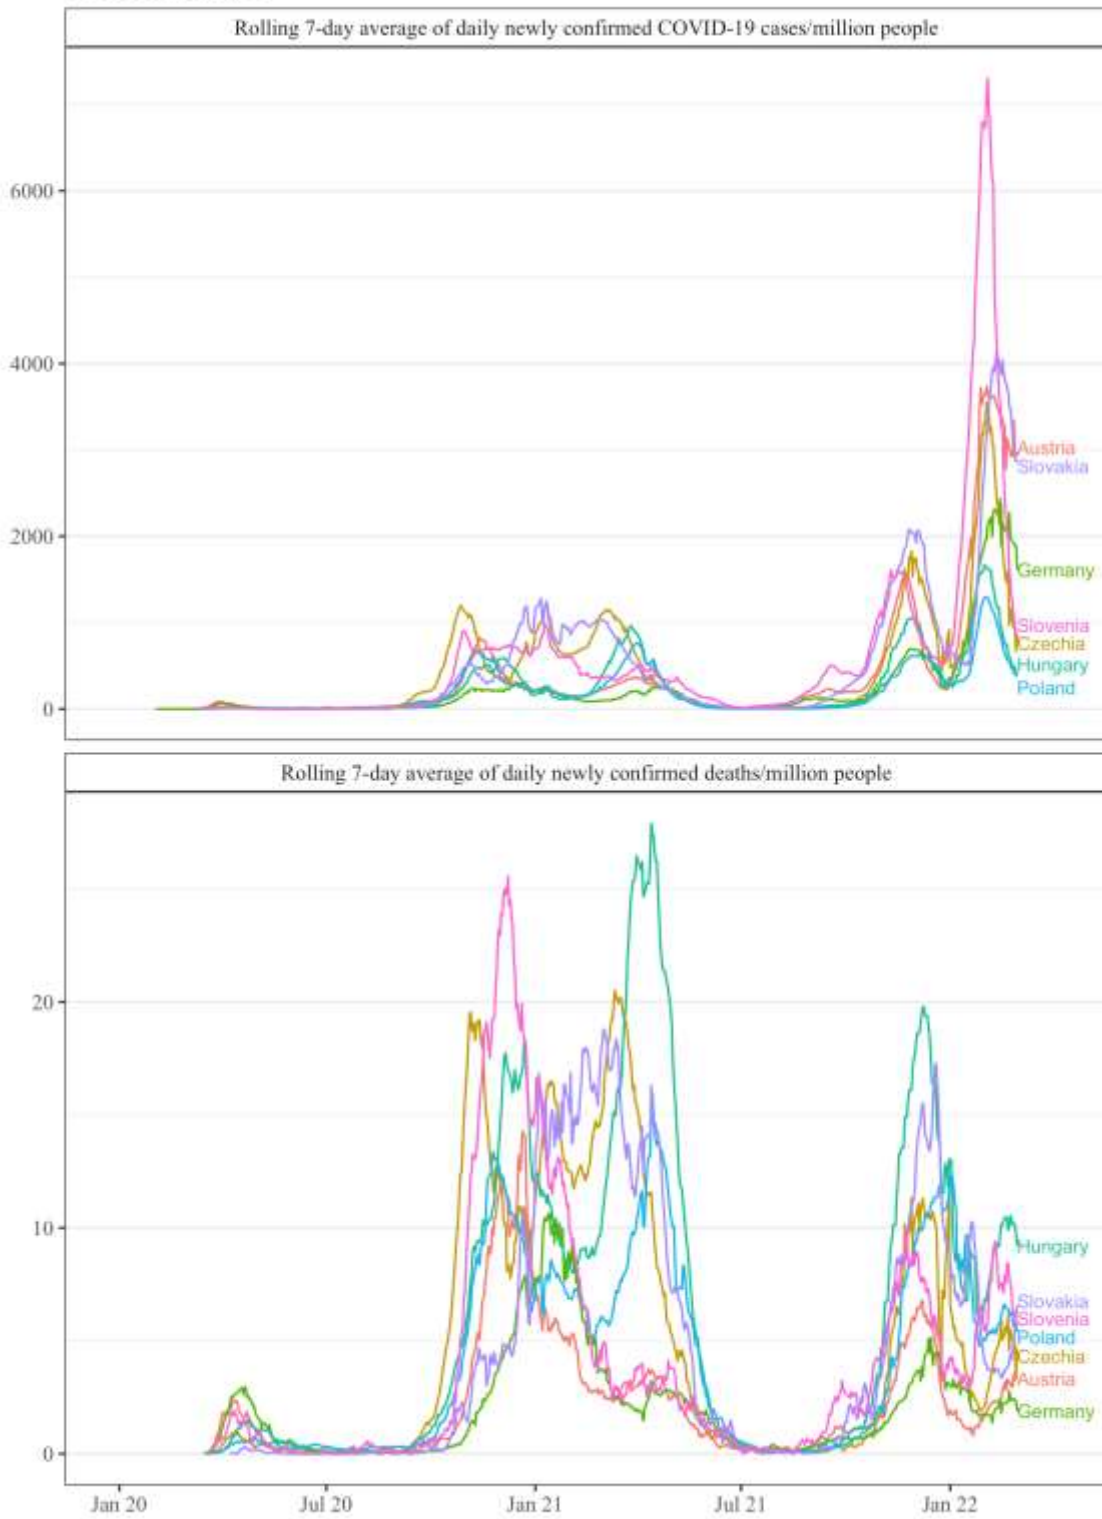 Rolling 7-day average of daily newly confirmed COVID-19 cases/million people
6000
4000
Austria
Slovakia
2000
Germany
Slovenia
Czechia
Hungary
Poland
0
Rolling 7-day average of daily newly confirmed deaths/million people
20
10
Hungary
Slovakia
Slovenia
Poland
Czechia
Austria
Germany
0
Jan 20 Jul 20 Jan 21 Jul 21 Jan 22